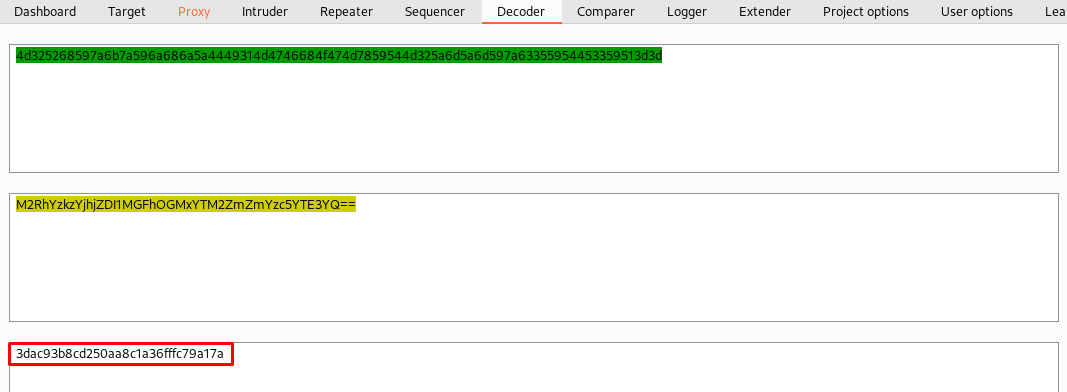 Dashboard Target Proxy Intruder Repeater Sequencer Decoder Comparer Logger Extender Project options User options Lea
4d325268597a6b7a596a686a5a4449314d4746684f474d7859544d325a6d5a6d597a63355954453359513d3d
M2RhYzkzYjhjZDI1MGFhOGMxYTM2ZmZmYzc5YTE3YQ==
3dac93b8cd250aa8c1a36fffc79a17a